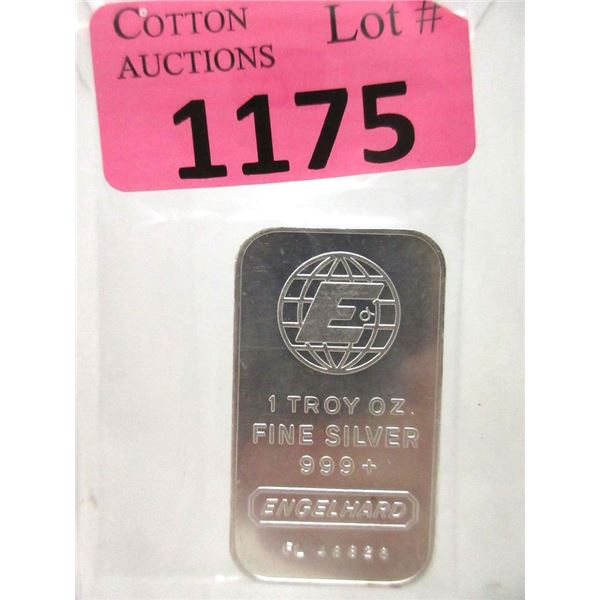 COTTON Lot #
AUCTIONS
1175
E
1 TROY OZ.
FINE SILVER
999+
ENGELHARD